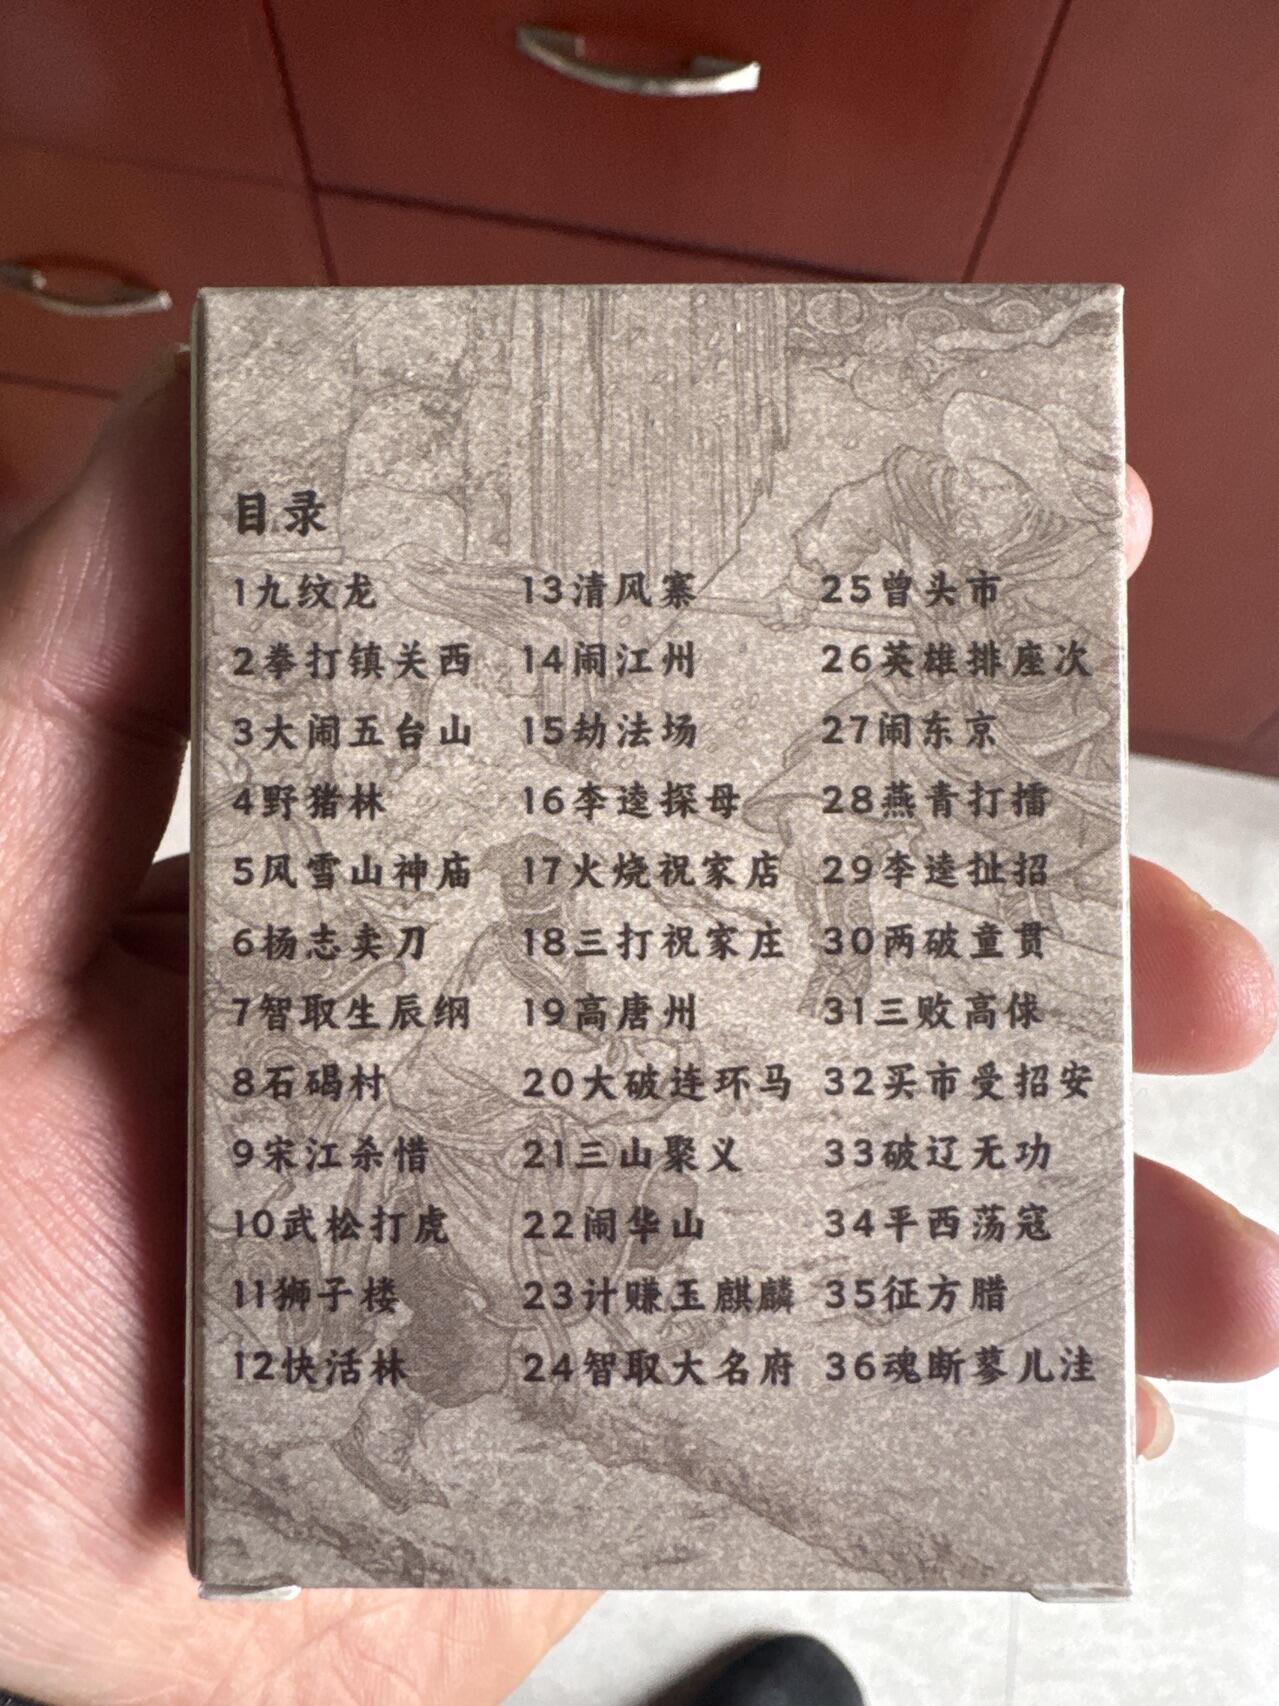 目录
1九纹龙
2拳打镇关西
3大闹五台山
4野猪林
5风雪山神庙
6杨志卖刀
7智取生辰纲
8石碣村
9宋江杀惜
10武松打虎
11狮子楼
12快活林
13清风寨
14闹江州
15劫法场
16李逵探母
17火烧祝家店
18三打祝家庄
19高唐州
20大破连环马
21三山聚义
22闹华山
23计赚玉麒麟
24智取大名府
25曾头市
26英雄排座次
27闹东京
28燕青打擂
29李逵扯招
30两破童贯
31三败高俅
32买市受招安
33破辽无功
34平西荡寇
35征方腊
36魂断蓼儿洼